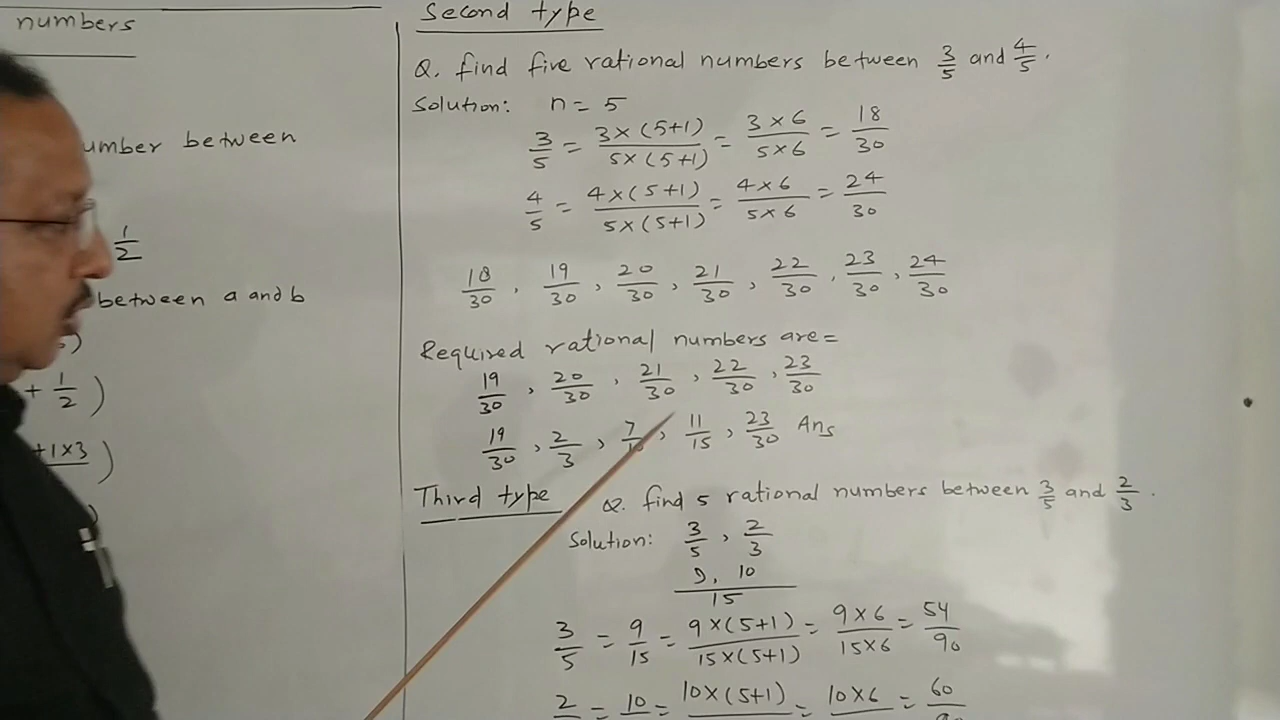 numbers
umber between
1/2
between a and b
+ 1/2 )
+1×3 )
Second type
Q. find five rational numbers between 3/5 and 4/5.
Solution: n = 5
3/5 = 3×(5+1)/5×(5+1) = 3×6/5×6 = 18/30
4/5 = 4×(5+1)/5×(5+1) = 4×6/5×6 = 24/30
18/30, 19/30, 20/30, 21/30, 22/30, 23/30, 24/30
Required rational numbers are=
19/30, 20/30, 21/30, 22/30, 23/30
19/30, 2/3, 7/10, 11/15, 23/30 Ans
Third type Q. find 5 rational numbers between 3/5 and 2/3.
Solution: 3/5, 2/3
9, 10/15
3/5 = 9/15 = 9×(5+1)/15×(5+1) = 9×6/15×6 = 54/90
2 = 10 = 10×(5+1) = 10×6 = 60